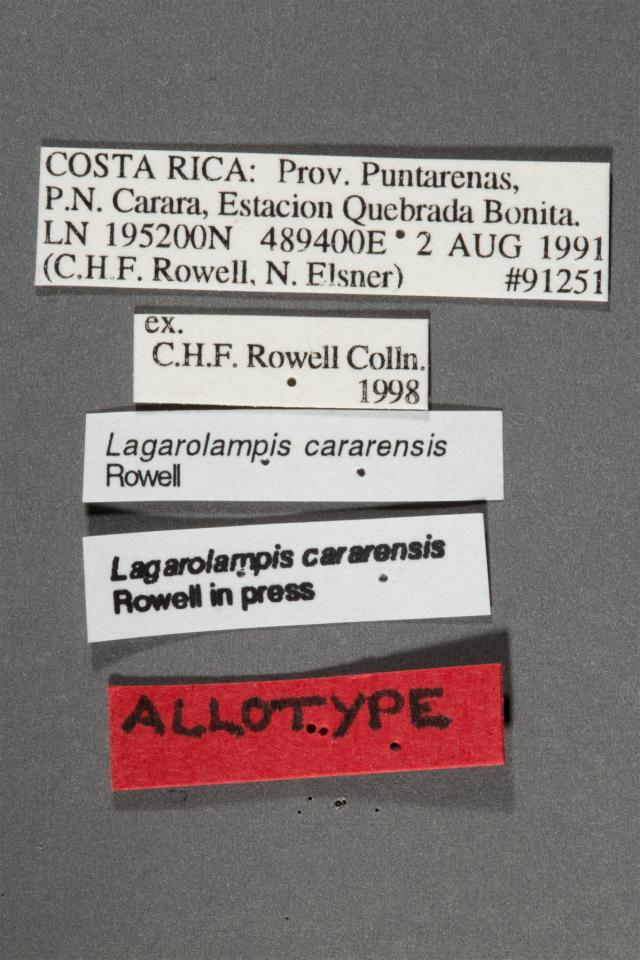 COSTA RICA: Prov. Puntarenas,
P.N. Carara, Estacion Quebrada Bonita.
LN 195200N 489400E 2 AUG 1991
(C.H.F. Rowell, N. Elsner) #91251
ex.
C.H.F. Rowell Colln.
1998
Lagarolampis cararensis
Rowell
Lagarolampis cararensis
Rowell in press
ALLOTYPE